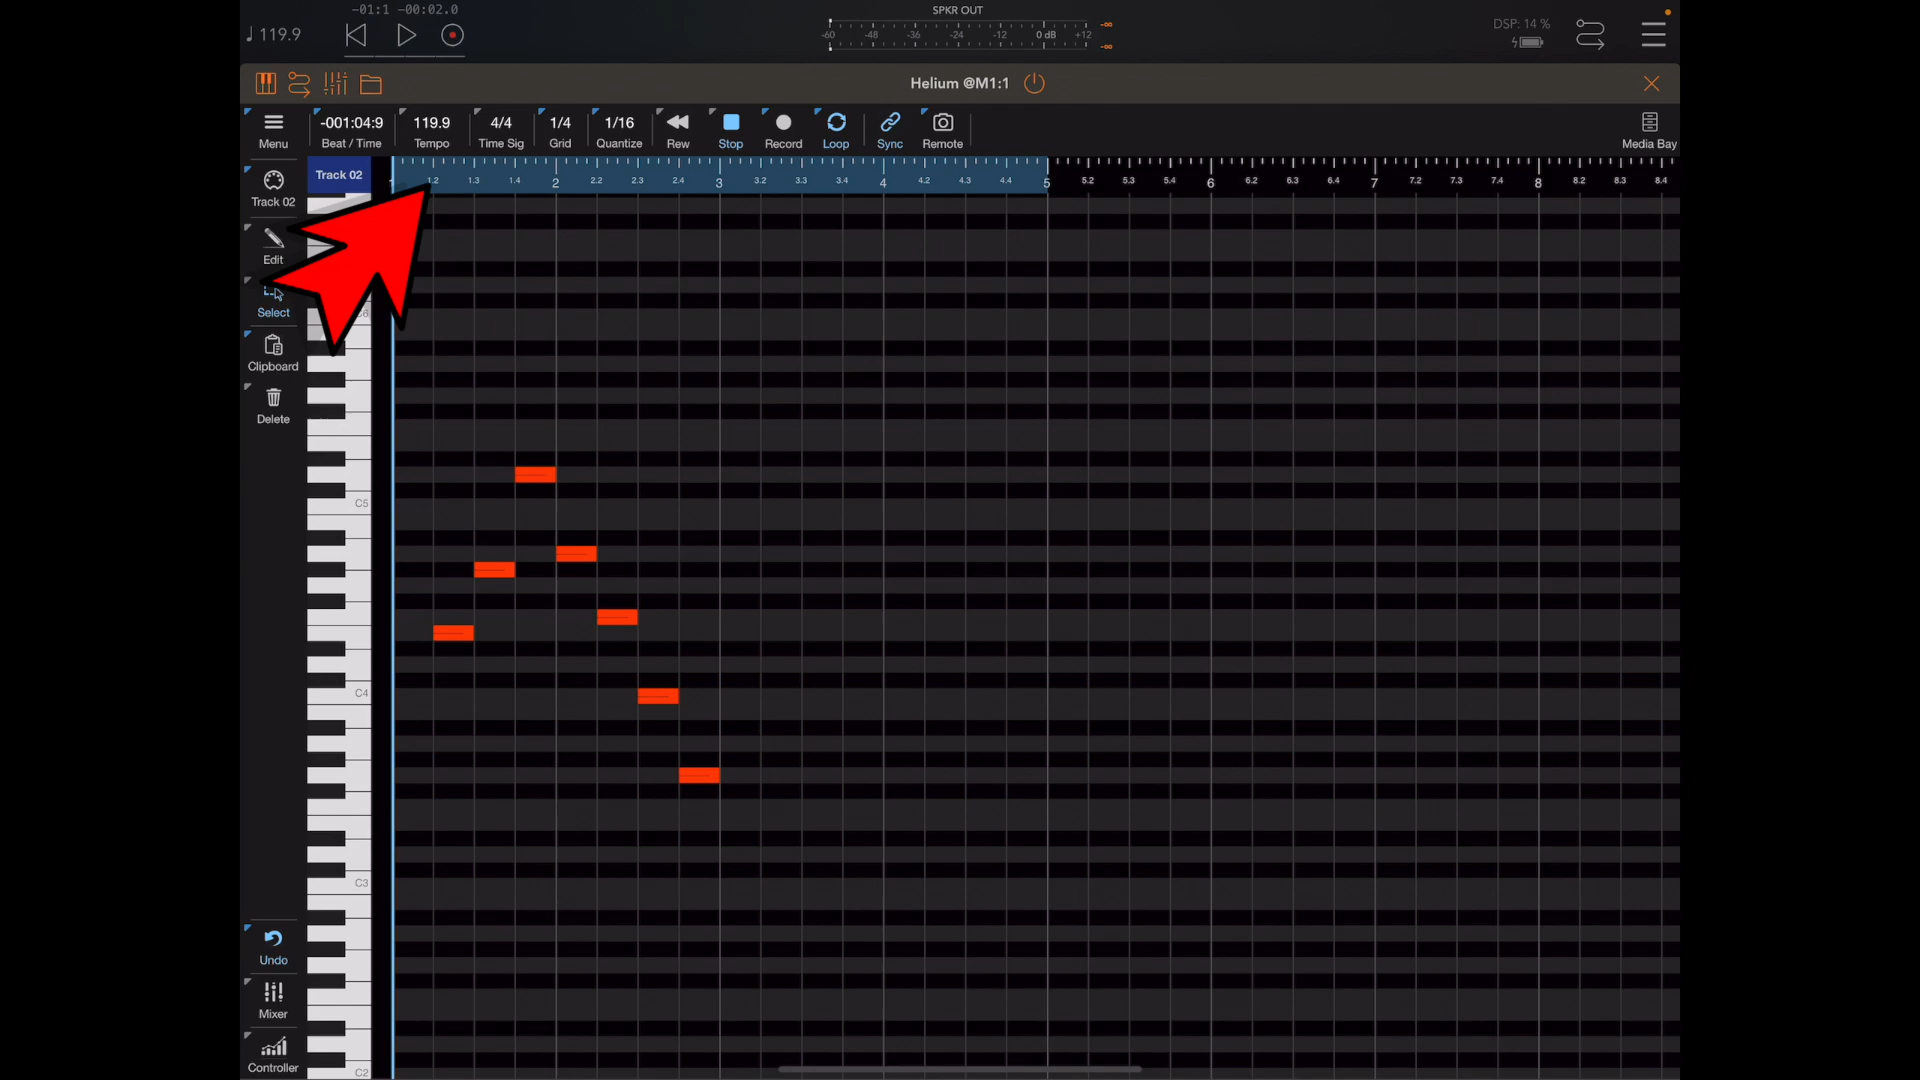 -01:1 -00:02.0
SPKR OUT
♩ 119.9
-60 -48 -36 -24 -12 0 dB +12
-∞
-∞
DSP: 14 %
Helium @M1:1
-001:04:9
Beat / Time
119.9
Tempo
4/4
Time Sig
1/4
Grid
1/16
Quantize
Rew
Stop
Record
Loop
Sync
Remote
Media Bay
Menu
Track 02
1.2 1.3 1.4 2 2.2 2.3 2.4 3 3.2 3.3 3.4 4 4.2 4.3 4.4 5 5.2 5.3 5.4 6 6.2 6.3 6.4 7 7.2 7.3 7.4 8 8.2 8.3 8.4
Track 02
Edit
Select
Clipboard
Delete
C5
C4
C3
C2
Undo
Mixer
Controller